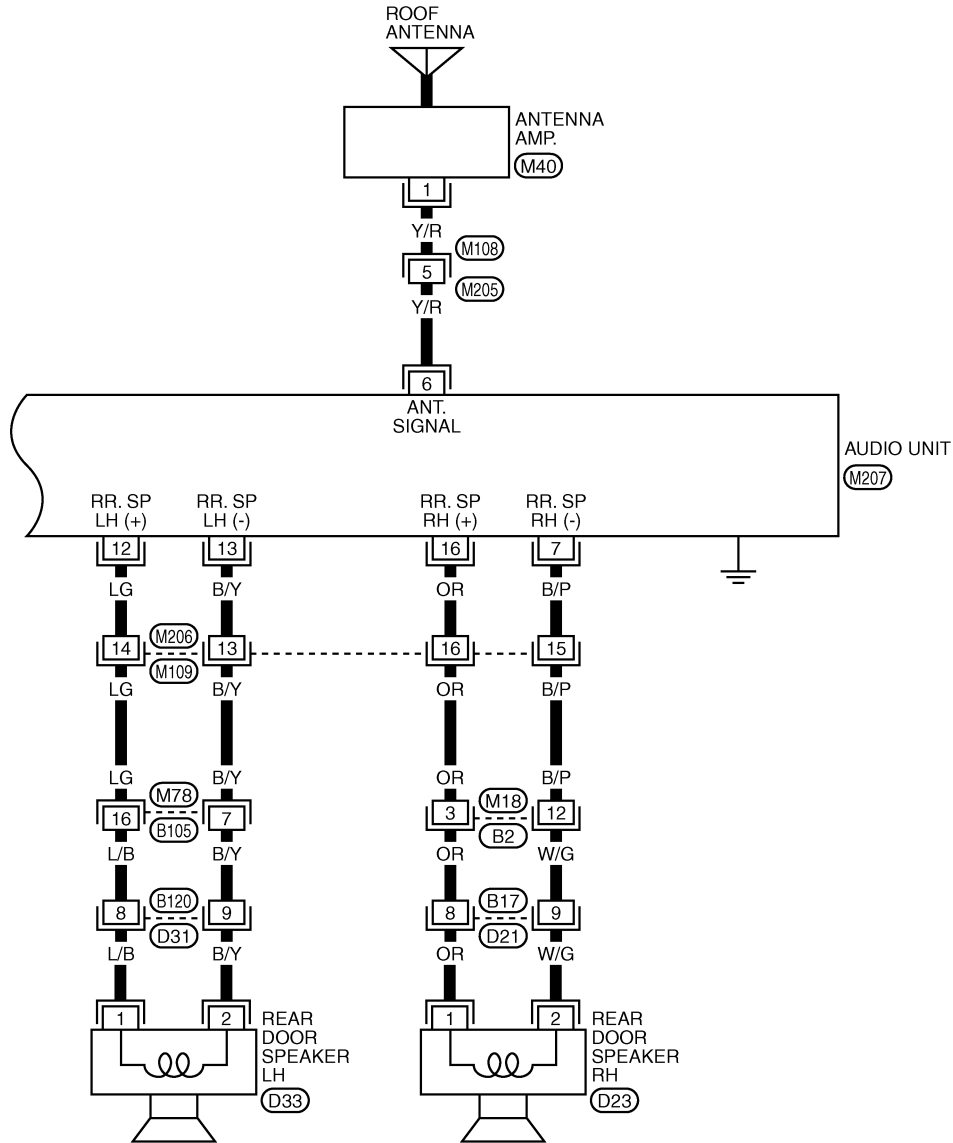 ROOF
ANTENNA
ANTENNA
AMP.
M40
1
Y/R
M108
5
M205
Y/R
6
ANT.
SIGNAL
AUDIO UNIT
M207
RR. SP RR. SP RR. SP RR. SP
LH (+) LH (-) RH (+) RH (-)
12 13 16 7
LG B/Y OR B/P
M206
14 13 16 15
M109
LG B/Y OR B/P
LG B/Y OR B/P
M78 M18
16 7 3 12
B105 B2
L/B B/Y OR W/G
B120 B17
8 9 8 9
D31 D21
L/B B/Y OR W/G
1 2 1 2
REAR
DOOR
SPEAKER
LH
D33
REAR
DOOR
SPEAKER
RH
D23